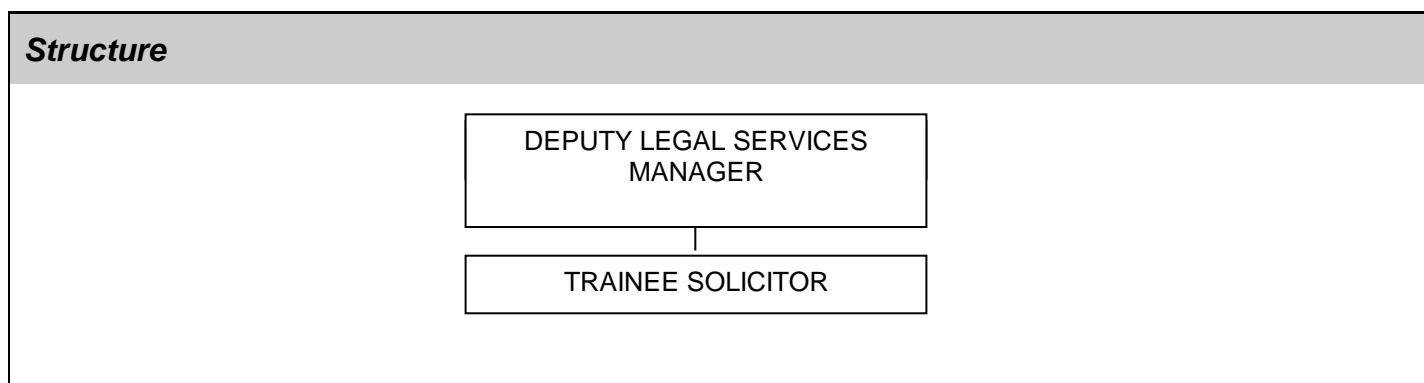 Structure
DEPUTY LEGAL SERVICES
MANAGER
TRAINEE SOLICITOR